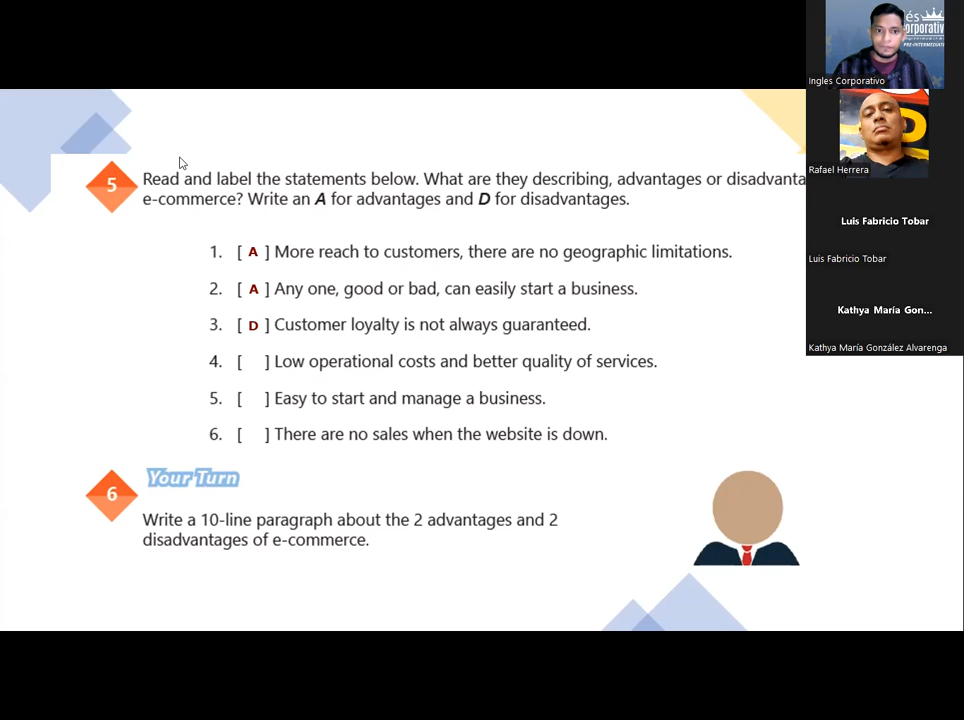 és
corporativ
PRE-INTERMEDIATE
Ingles Corporativo
Rafael Herrera
Luis Fabricio Tobar
Luis Fabricio Tobar
Kathya María Gon...
Kathya María González Alvarenga
5
Read and label the statements below. What are they describing, advantages or disadvanta
e-commerce? Write an A for advantages and D for disadvantages.
1. [ A ] More reach to customers, there are no geographic limitations.
2. [ A ] Any one, good or bad, can easily start a business.
3. [ D ] Customer loyalty is not always guaranteed.
4. [ ] Low operational costs and better quality of services.
5. [ ] Easy to start and manage a business.
6. [ ] There are no sales when the website is down.
6
Your Turn
Write a 10-line paragraph about the 2 advantages and 2
disadvantages of e-commerce.